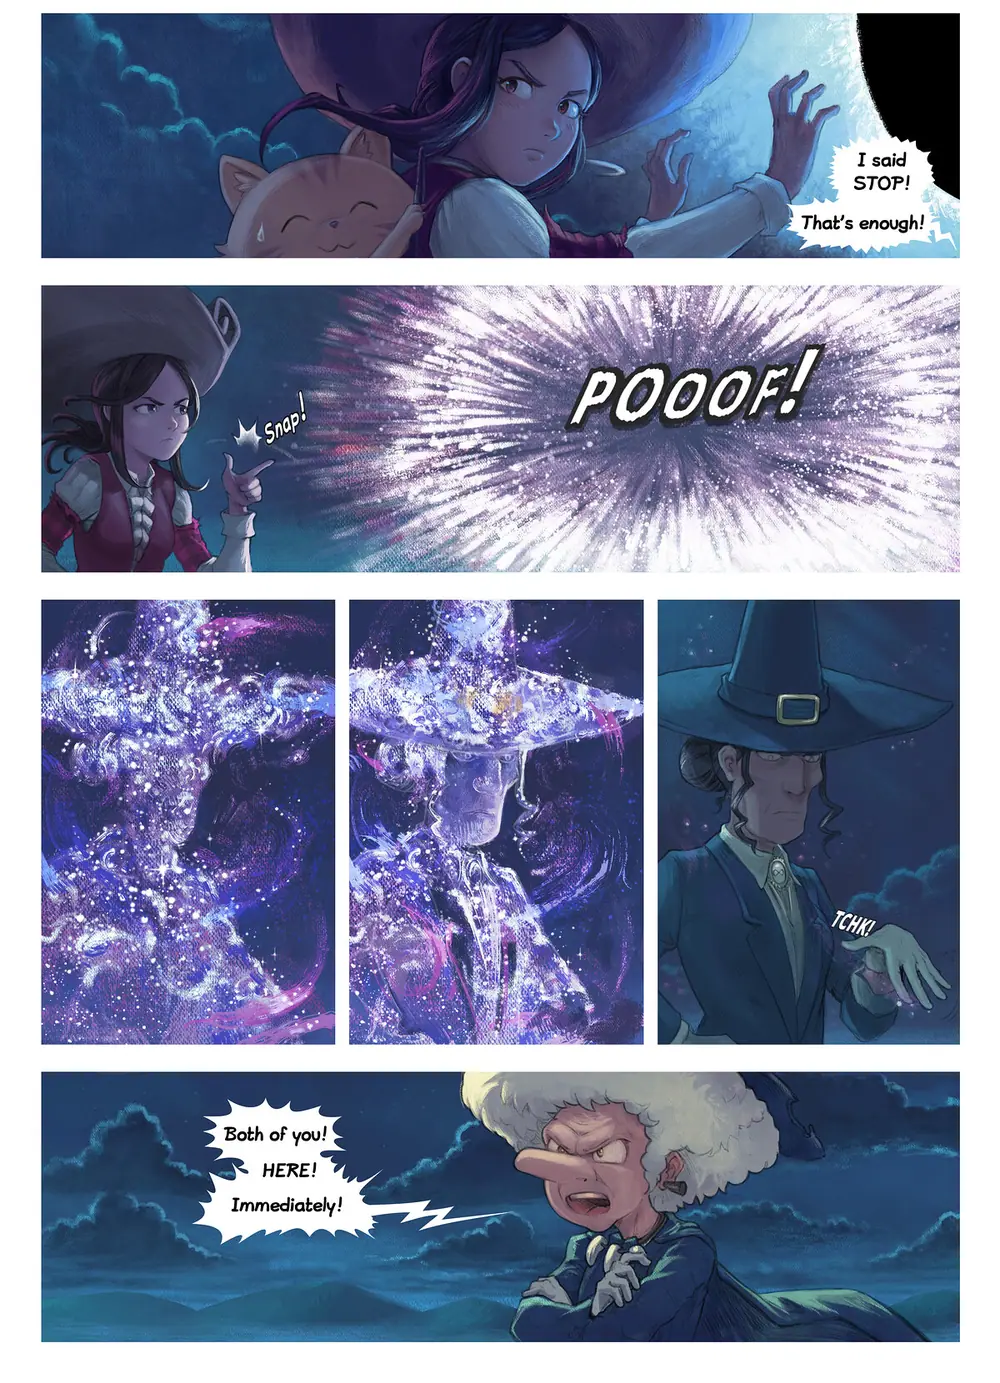 I said
STOP!
That's enough!
Snap!
POOOF!
TCHK!
Both of you!
HERE!
Immediately!